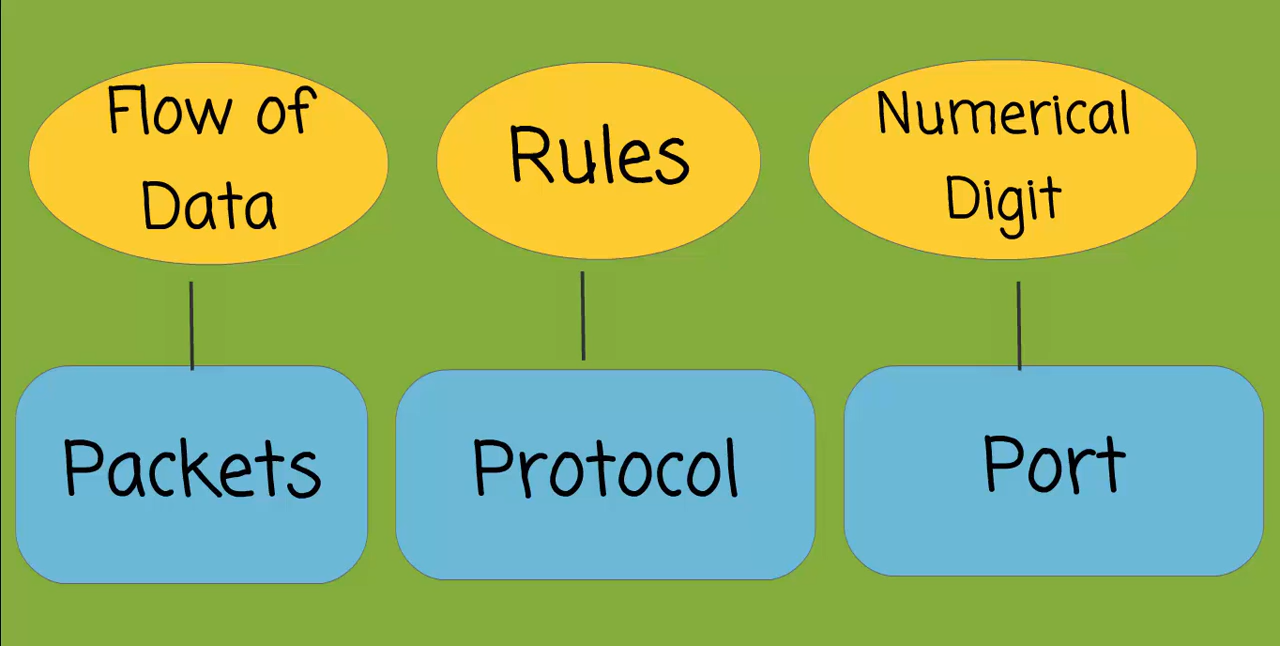 Flow of
Data
Rules
Numerical
Digit
Packets
Protocol
Port